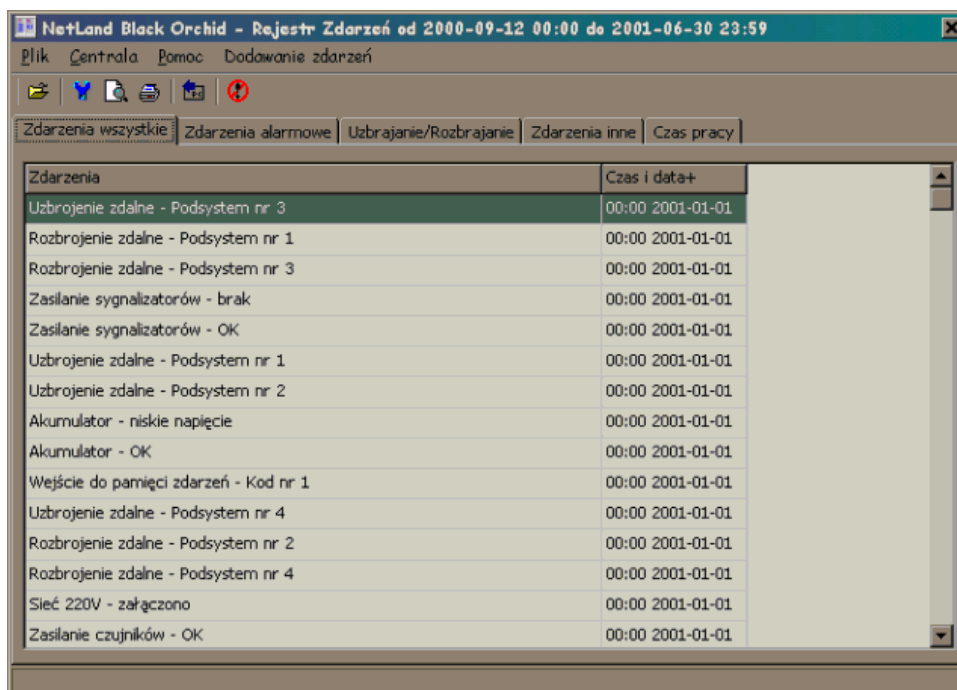 NetLand Black Orchid - Rejestr Zdarzeń od 2000-09-12 00:00 do 2001-06-30 23:59
Plik Centrala Pomoc Dodawanie zdarzeń
Zdarzenia wszystkie Zdarzenia alarmowe Uzbrajanie/Rozbrajanie Zdarzenia inne Czas pracy
Zdarzenia Czas i data+
Uzbrojenie zdalne - Podsystem nr 3 00:00 2001-01-01
Rozbrojenie zdalne - Podsystem nr 1 00:00 2001-01-01
Rozbrojenie zdalne - Podsystem nr 3 00:00 2001-01-01
Zasilanie sygnalizatorów - brak 00:00 2001-01-01
Zasilanie sygnalizatorów - OK 00:00 2001-01-01
Uzbrojenie zdalne - Podsystem nr 1 00:00 2001-01-01
Uzbrojenie zdalne - Podsystem nr 2 00:00 2001-01-01
Akumulator - niskie napięcie 00:00 2001-01-01
Akumulator - OK 00:00 2001-01-01
Wejście do pamięci zdarzeń - Kod nr 1 00:00 2001-01-01
Uzbrojenie zdalne - Podsystem nr 4 00:00 2001-01-01
Rozbrojenie zdalne - Podsystem nr 2 00:00 2001-01-01
Rozbrojenie zdalne - Podsystem nr 4 00:00 2001-01-01
Sieć 220V - załączono 00:00 2001-01-01
Zasilanie czujników - OK 00:00 2001-01-01